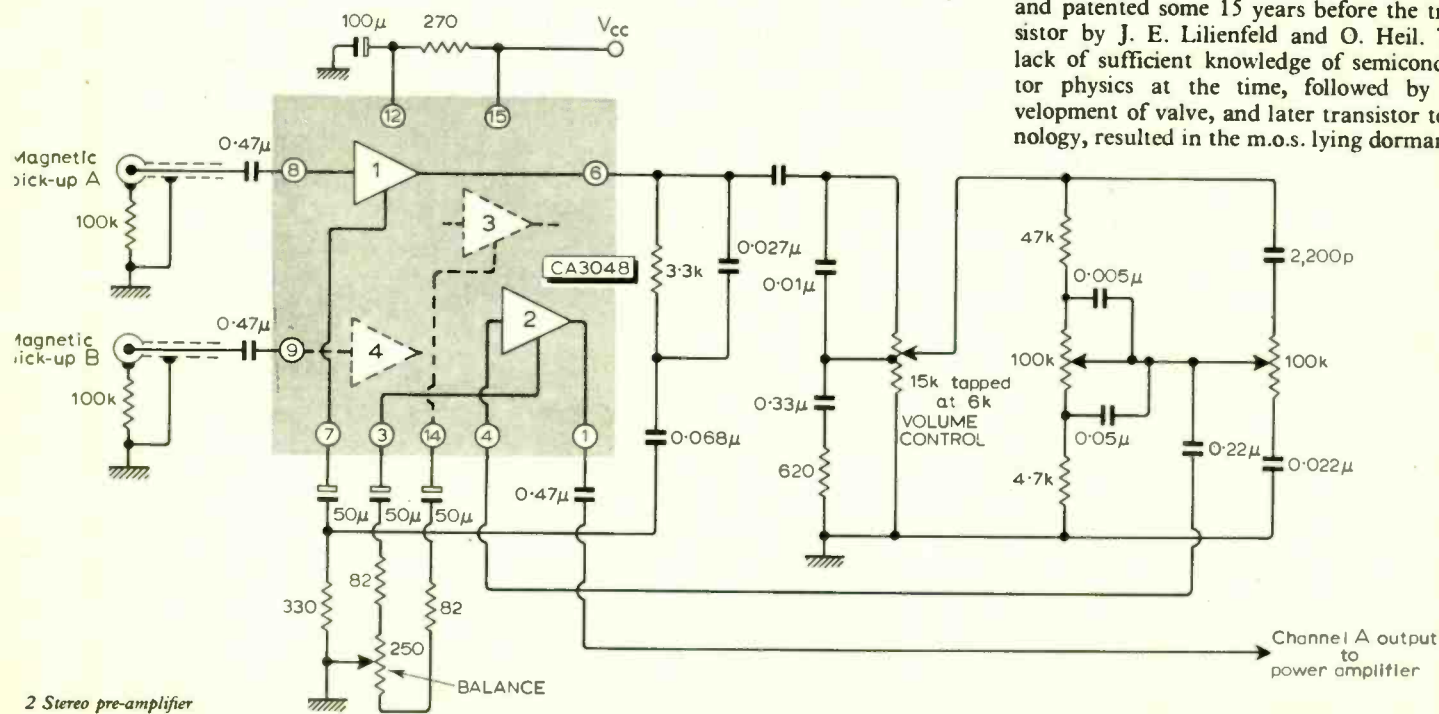 and patented some 15 years before the tr
sistor by J. E. Lilienfeld and O. Heil.
lack of sufficient knowledge of semicond
tor physics at the time, followed by
velopment of valve, and later transistor te
nology, resulted in the m.o.s. lying dorman
100μ
270
Vcc
12
15
Magnetic
pick-up A
0·47μ
8
1
6
100k
3
CA3048
2
4
Magnetic
pick-up B
0·47μ
9
100k
7
3
14
4
1
3·3k
0·027μ
0·068μ
0·01μ
0·33μ
620
15k tapped
at 6k
VOLUME
CONTROL
47k
0·005μ
100k
0·05μ
4·7k
2,200p
100k
0·22μ
0·022μ
50μ
50μ
50μ
0·47μ
330
82
82
250
BALANCE
Channel A output
to
power amplifier
2 Stereo pre-amplifier